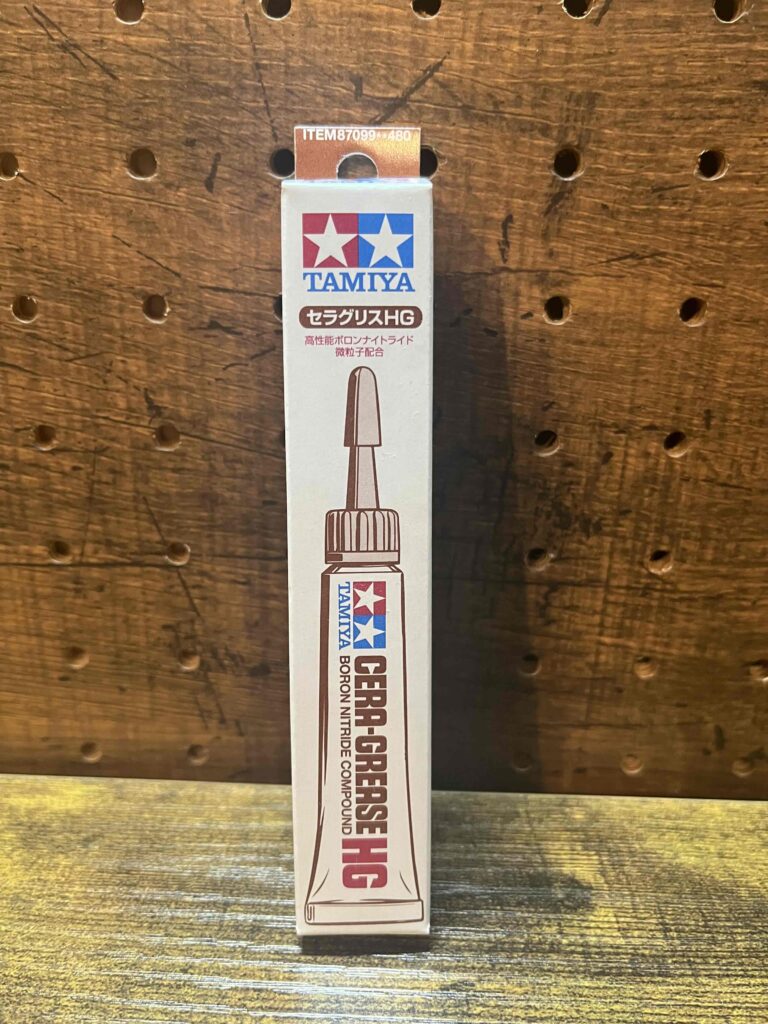 ITEM87099**480
TAMIYA
セラグリスHG
高性能ボロンナイトライド
微粒子配合
TAMIYA
CERA-GREASE HG
BORON NITRIDE COMPOUND